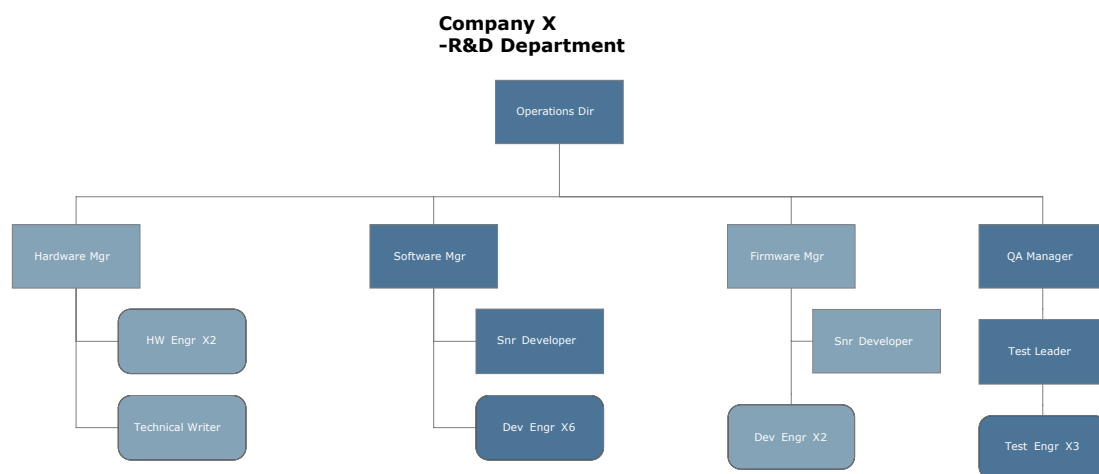 Company X
-R&D Department
Operations Dir
Hardware Mgr
Software Mgr
Firmware Mgr
QA Manager
HW Engr X2
Snr Developer
Snr Developer
Test Leader
Technical Writer
Dev Engr X6
Dev Engr X2
Test Engr X3